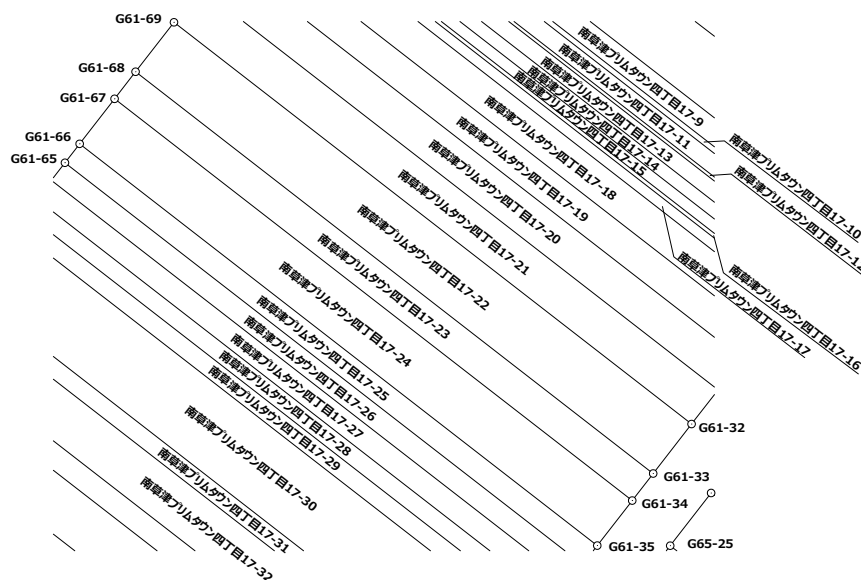 G61-69
G61-68
G61-67
G61-66
G61-65
南草津プリムタウン四丁目17-9
南草津プリムタウン四丁目17-11
南草津プリムタウン四丁目17-13
南草津プリムタウン四丁目17-14
南草津プリムタウン四丁目17-15
南草津プリムタウン四丁目17-10
南草津プリムタウン四丁目17-1
南草津プリムタウン四丁目17-16
南草津プリムタウン四丁目17-17
南草津プリムタウン四丁目17-18
南草津プリムタウン四丁目17-19
南草津プリムタウン四丁目17-20
南草津プリムタウン四丁目17-21
南草津プリムタウン四丁目17-22
南草津プリムタウン四丁目17-23
南草津プリムタウン四丁目17-24
南草津プリムタウン四丁目17-25
南草津プリムタウン四丁目17-26
南草津プリムタウン四丁目17-27
南草津プリムタウン四丁目17-28
南草津プリムタウン四丁目17-29
南草津プリムタウン四丁目17-30
南草津プリムタウン四丁目17-31
南草津プリムタウン四丁目17-32
G61-32
G61-33
G61-34
G61-35
G65-25